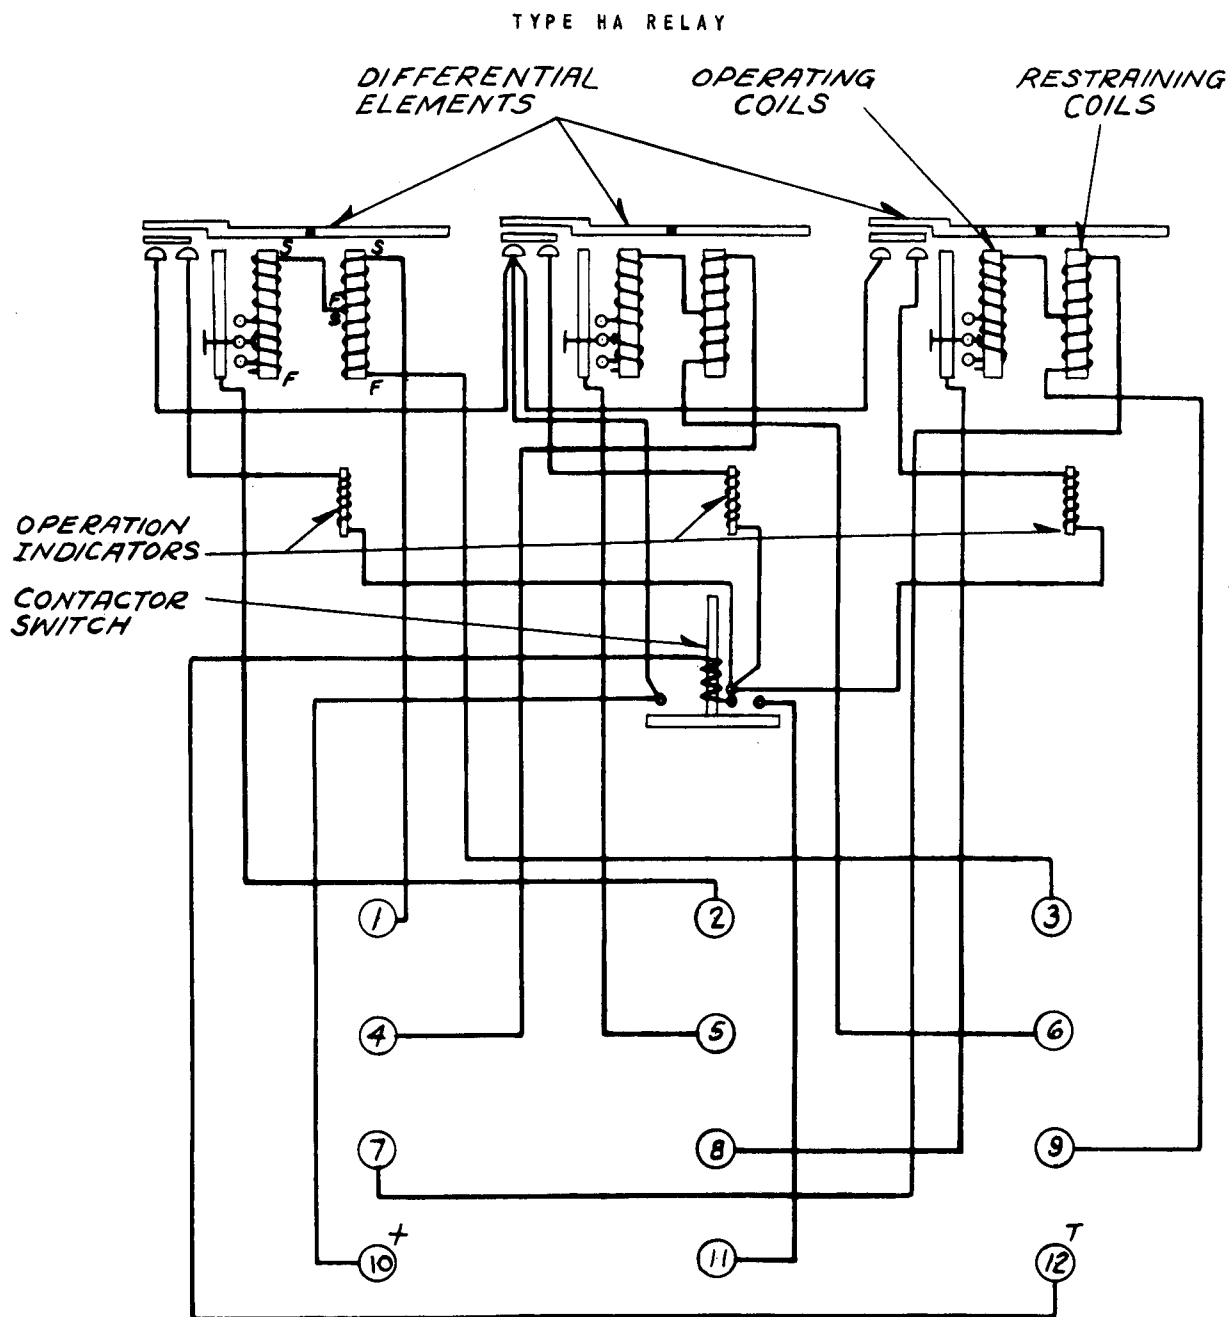 TYPE HA RELAY
DIFFERENTIAL
ELEMENTS
OPERATING
COILS
RESTRAINING
COILS
S
S
F
S
F
F
OPERATION
INDICATORS
CONTACTOR
SWITCH
1
2
3
4
5
6
7
8
9
10
+
11
12
T